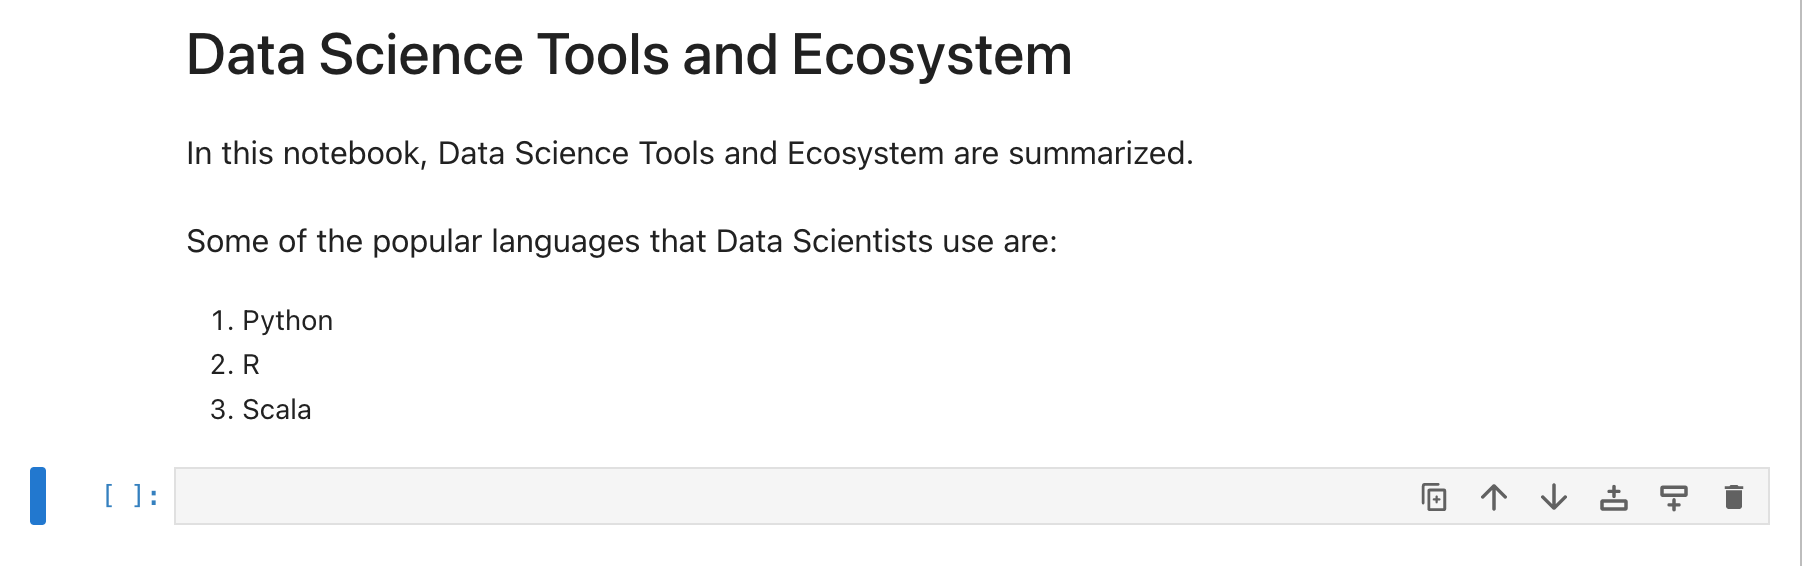 Data Science Tools and Ecosystem
In this notebook, Data Science Tools and Ecosystem are summarized.
Some of the popular languages that Data Scientists use are:
1. Python
2. R
3. Scala
[ ]: